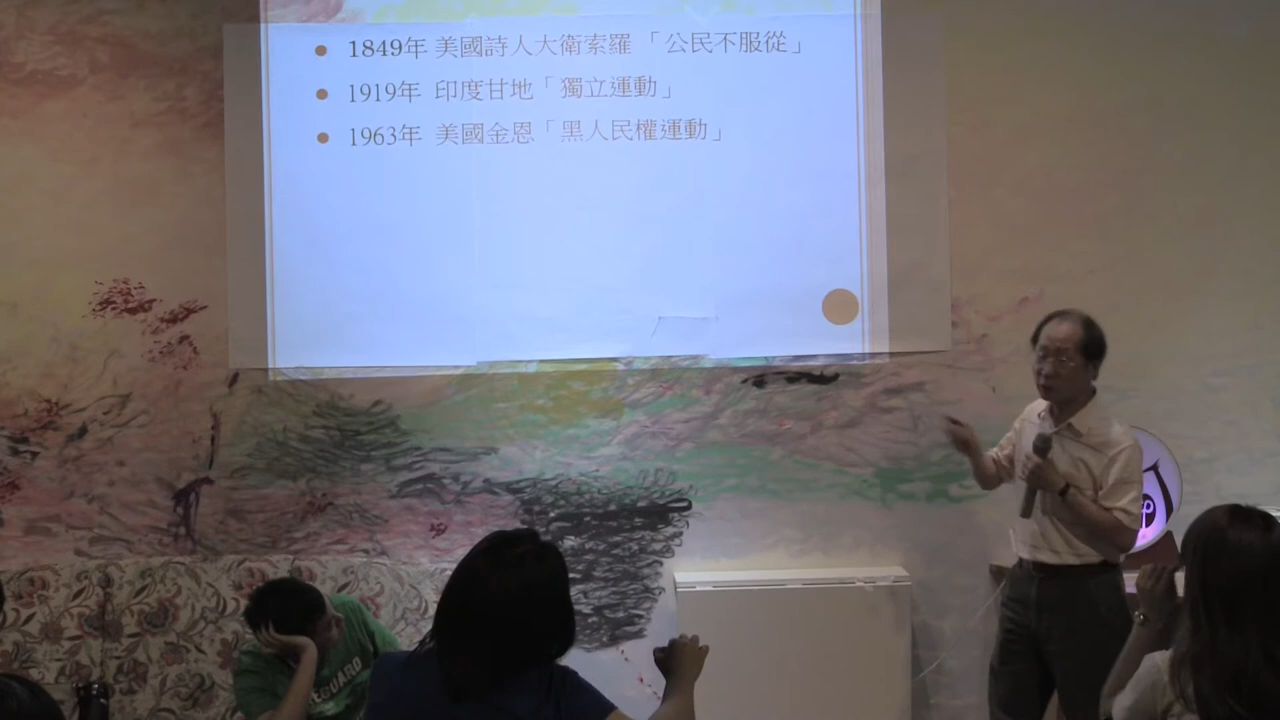 1849年 美國詩人大衛索羅「公民不服從」
1919年 印度甘地「獨立運動」
1963年 美國金恩「黑人民權運動」
EGUARO